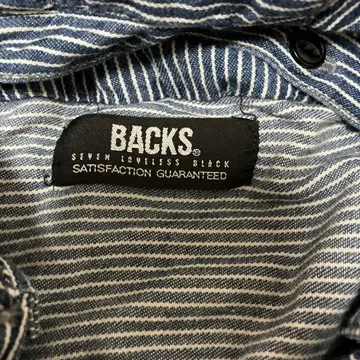 BACKS®
SEVEN LOVELESS BLACK
SATISFACTION GUARANTEED